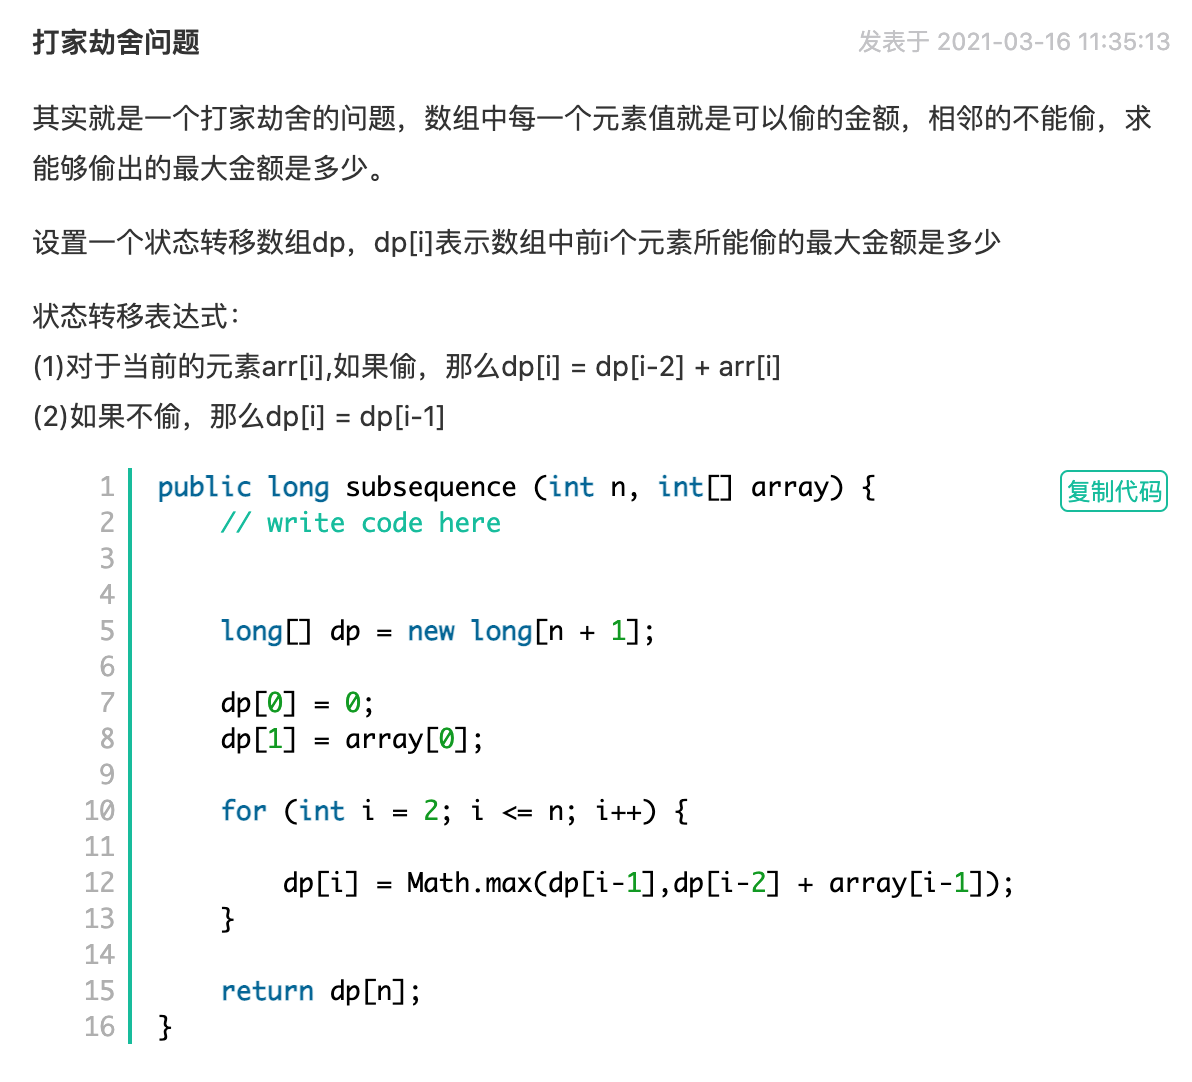 打家劫舍问题
发表于 2021-03-16 11:35:13
其实就是一个打家劫舍的问题，数组中每一个元素值就是可以偷的金额，相邻的不能偷，求
能够偷出的最大金额是多少。
设置一个状态转移数组dp，dp[i]表示数组中前i个元素所能偷的最大金额是多少
状态转移表达式：
(1)对于当前的元素arr[i],如果偷，那么dp[i] = dp[i-2] + arr[i]
(2)如果不偷，那么dp[i] = dp[i-1]
复制代码
1 public long subsequence (int n, int[] array) {
2     // write code here
3
4
5     long[] dp = new long[n + 1];
6
7     dp[0] = 0;
8     dp[1] = array[0];
9
10     for (int i = 2; i <= n; i++) {
11
12         dp[i] = Math.max(dp[i-1],dp[i-2] + array[i-1]);
13     }
14
15     return dp[n];
16 }